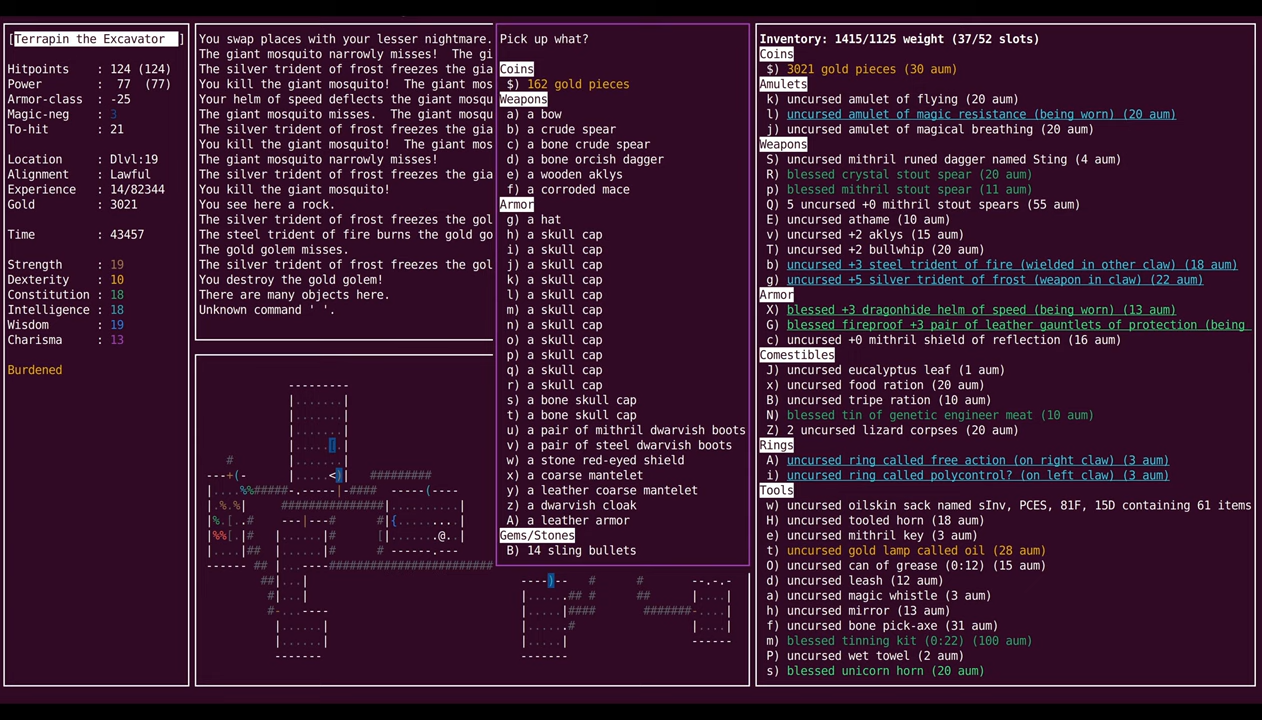 [Terrapin the Excavator ]
Hitpoints : 124 (124)
Power : 77 (77)
Armor-class : -25
Magic-neg : 3
To-hit : 21
Location : Dlvl:19
Alignment : Lawful
Experience : 14/82344
Gold : 3021
Time : 43457
Strength : 19
Dexterity : 10
Constitution : 18
Intelligence : 18
Wisdom : 19
Charisma : 13
Burdened
You swap places with your lesser nightmare.
The giant mosquito narrowly misses! The gi
The silver trident of frost freezes the gia
You kill the giant mosquito! The giant mos
Your helm of speed deflects the giant mosqu
The giant mosquito misses. The giant mosqu
The silver trident of frost freezes the gia
You kill the giant mosquito! The giant mos
The giant mosquito narrowly misses!
The silver trident of frost freezes the gia
You kill the giant mosquito!
You see here a rock.
The silver trident of frost freezes the gol
The steel trident of fire burns the gold go
The gold golem misses.
The silver trident of frost freezes the gol
You destroy the gold golem!
There are many objects here.
Unknown command ' '.
Pick up what?
Coins
$) 162 gold pieces
Weapons
a) a bow
b) a crude spear
c) a bone crude spear
d) a bone orcish dagger
e) a wooden aklys
f) a corroded mace
Armor
g) a hat
h) a skull cap
i) a skull cap
j) a skull cap
k) a skull cap
l) a skull cap
m) a skull cap
n) a skull cap
o) a skull cap
p) a skull cap
q) a skull cap
r) a skull cap
s) a bone skull cap
t) a bone skull cap
u) a pair of mithril dwarvish boots
v) a pair of steel dwarvish boots
w) a stone red-eyed shield
x) a coarse mantelet
y) a leather coarse mantelet
z) a dwarvish cloak
A) a leather armor
Gems/Stones
B) 14 sling bullets
Inventory: 1415/1125 weight (37/52 slots)
Coins
$) 3021 gold pieces (30 aum)
Amulets
k) uncursed amulet of flying (20 aum)
l) uncursed amulet of magic resistance (being worn) (20 aum)
j) uncursed amulet of magical breathing (20 aum)
Weapons
S) uncursed mithril runed dagger named Sting (4 aum)
R) blessed crystal stout spear (20 aum)
p) blessed mithril stout spear (11 aum)
Q) 5 uncursed +0 mithril stout spears (55 aum)
E) uncursed athame (10 aum)
v) uncursed +2 aklys (15 aum)
T) uncursed +2 bullwhip (20 aum)
b) uncursed +3 steel trident of fire (wielded in other claw) (18 aum)
g) uncursed +5 silver trident of frost (weapon in claw) (22 aum)
Armor
X) blessed +3 dragonhide helm of speed (being worn) (13 aum)
G) blessed fireproof +3 pair of leather gauntlets of protection (being
c) uncursed +0 mithril shield of reflection (16 aum)
Comestibles
J) uncursed eucalyptus leaf (1 aum)
x) uncursed food ration (20 aum)
B) uncursed tripe ration (10 aum)
N) blessed tin of genetic engineer meat (10 aum)
Z) 2 uncursed lizard corpses (20 aum)
Rings
A) uncursed ring called free action (on right claw) (3 aum)
i) uncursed ring called polycontrol? (on left claw) (3 aum)
Tools
w) uncursed oilskin sack named sInv, PCES, 81F, 15D containing 61 items
H) uncursed tooled horn (18 aum)
e) uncursed mithril key (3 aum)
t) uncursed gold lamp called oil (28 aum)
O) uncursed can of grease (0:12) (15 aum)
d) uncursed leash (12 aum)
a) uncursed magic whistle (3 aum)
h) uncursed mirror (13 aum)
f) uncursed bone pick-axe (31 aum)
m) blessed tinning kit (0:22) (100 aum)
P) uncursed wet towel (2 aum)
s) blessed unicorn horn (20 aum)